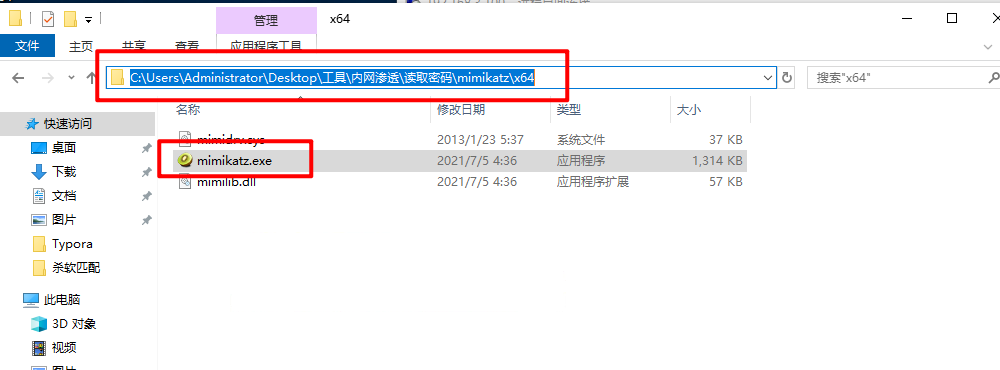 管理
x64
文件
主页
共享
查看
应用程序工具
C:\Users\Administrator\Desktop\工具\内网渗透\读取密码\mimikatz\x64
搜索"x64"
名称
修改日期
类型
大小
快速访问
mimidrv.sys
2013/1/23 5:37
系统文件
37 KB
桌面
mimikatz.exe
2021/7/5 4:36
应用程序
1,314 KB
下载
mimilib.dll
2021/7/5 4:36
应用程序扩展
57 KB
文档
图片
Typora
杀软匹配
此电脑
3D 对象
视频